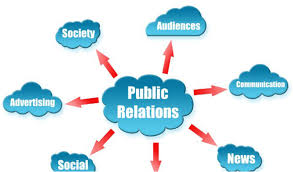 Audiences
Society
Communication
Public
Relations
Advertising
Social
News